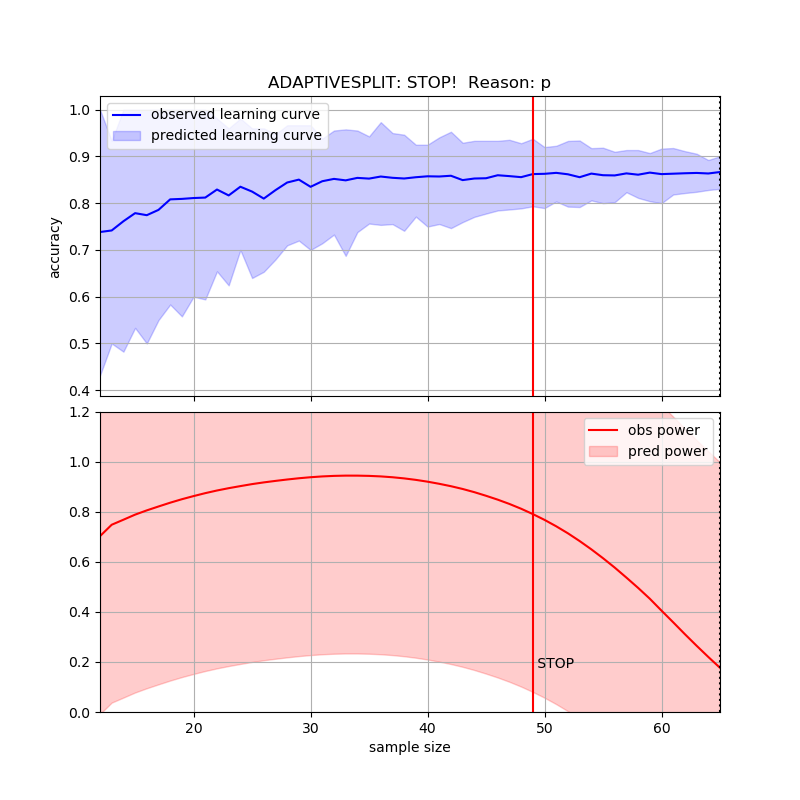 ADAPTIVESPLIT: STOP!  Reason: p
1.0
observed learning curve
predicted learning curve
0.9
0.8
0.7
accuracy
0.6
0.5
0.4
1.2
obs power
pred power
1.0
0.8
0.6
0.4
0.2
STOP
0.0
20 30 40 50 60
sample size